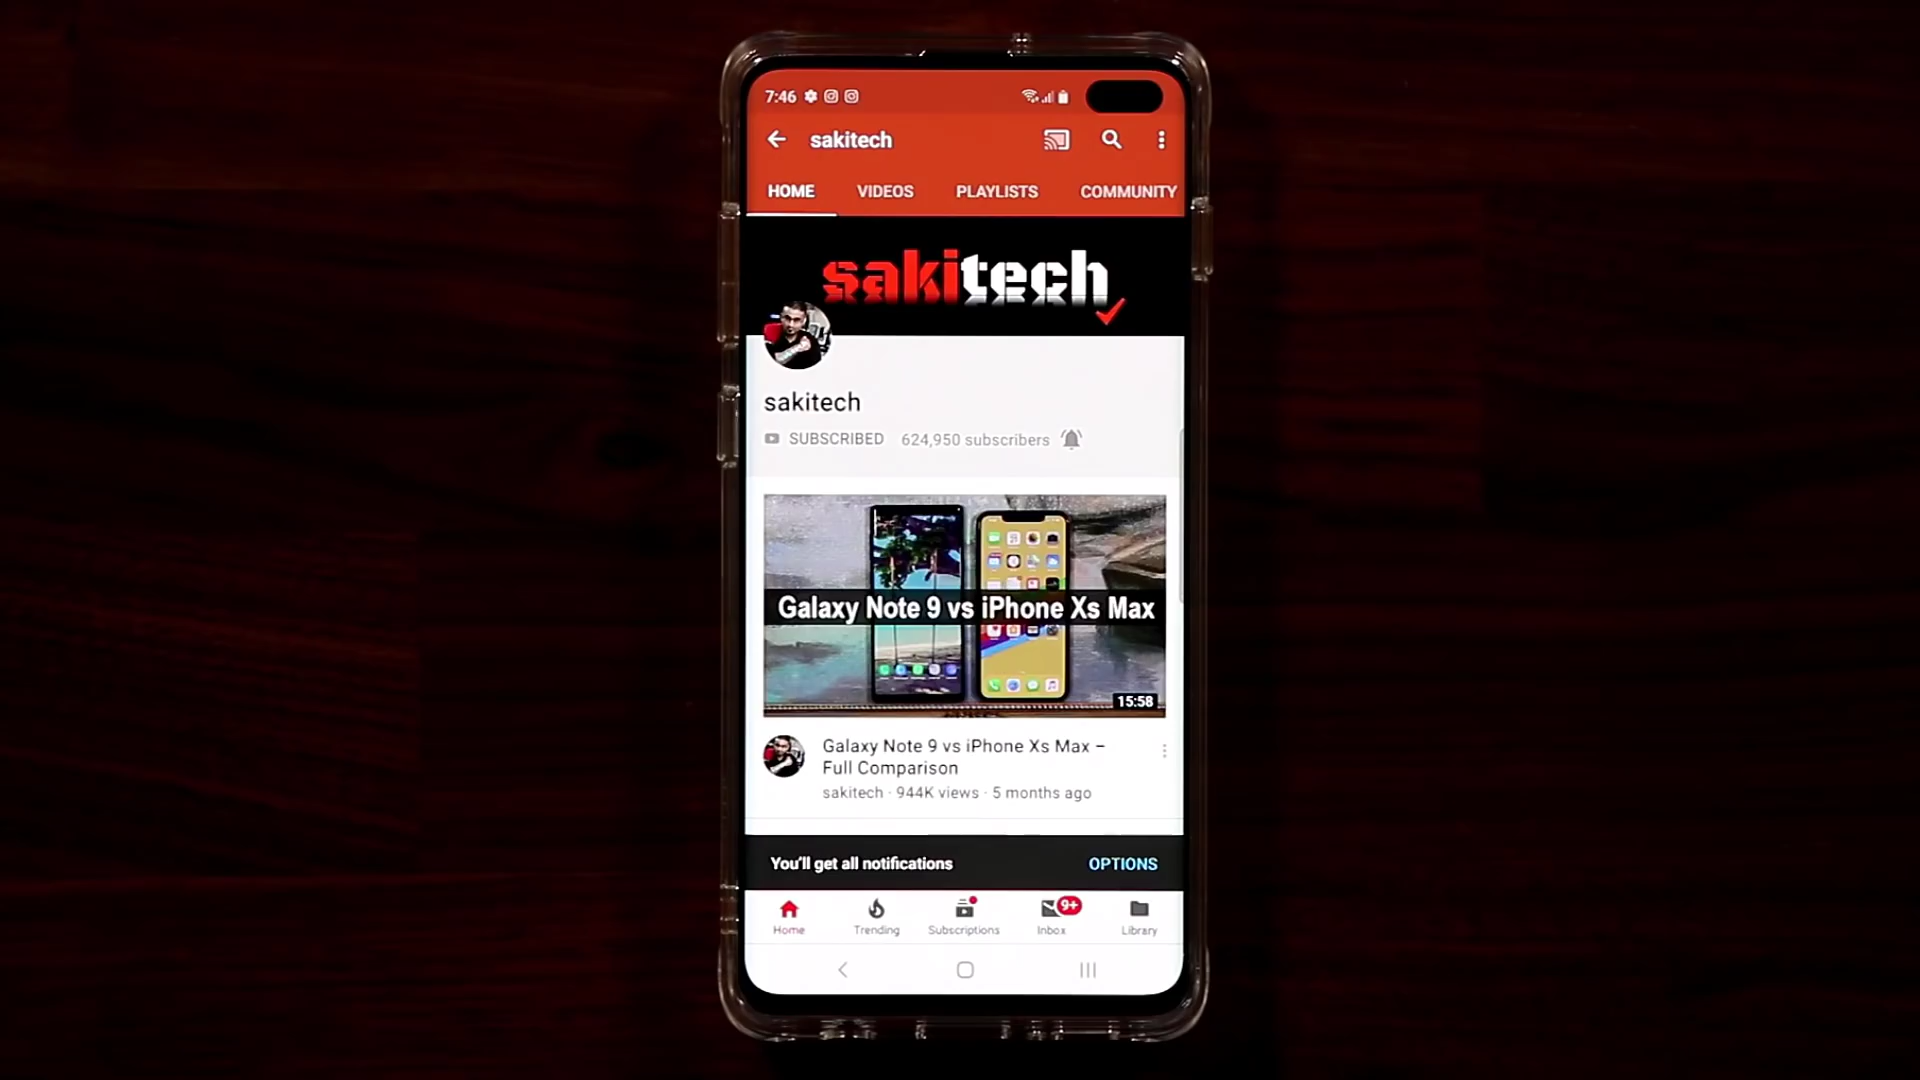 7:46
sakitech
HOME VIDEOS PLAYLISTS COMMUNITY
sakitech
sakitech
SUBSCRIBED 624,950 subscribers
Galaxy Note 9 vs iPhone Xs Max
15:58
Galaxy Note 9 vs iPhone Xs Max –
Full Comparison
sakitech · 944K views · 5 months ago
You'll get all notifications OPTIONS
9+
Home Trending Subscriptions Inbox Library